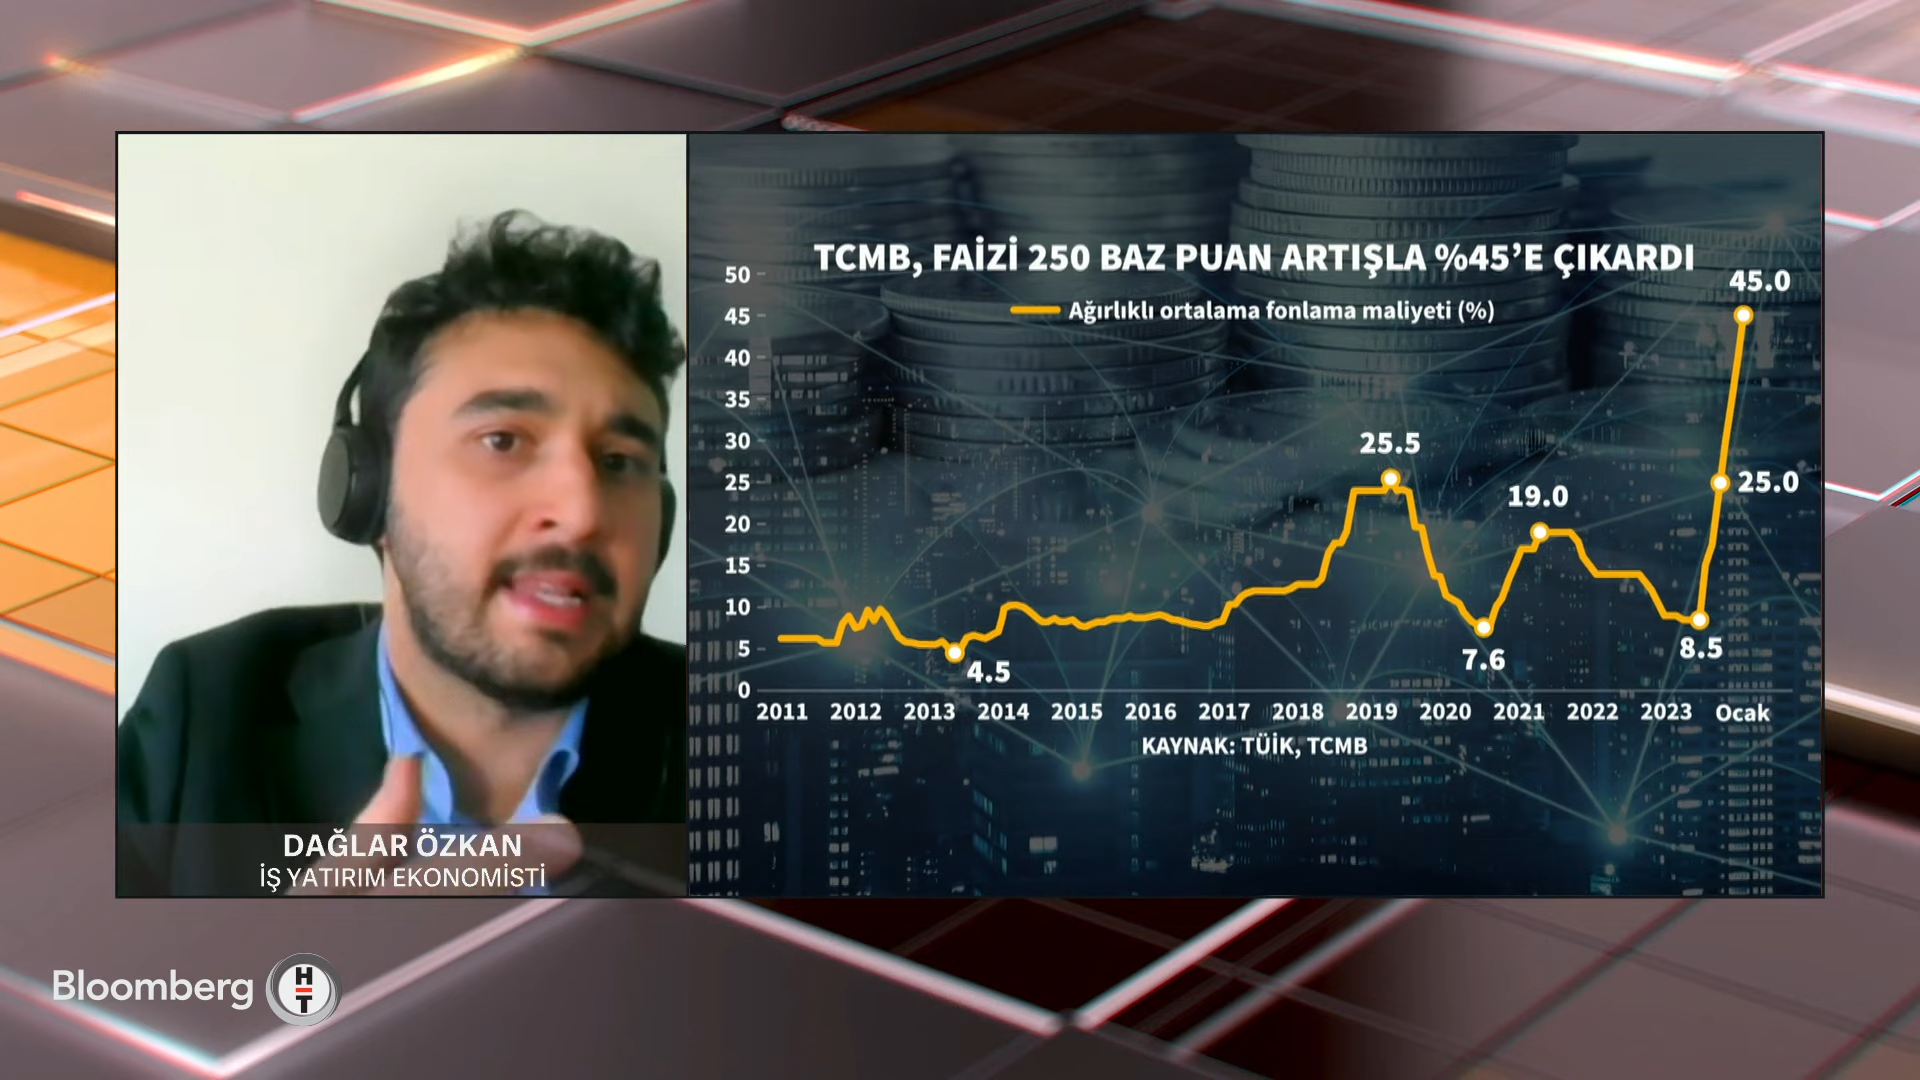 TCMB, FAİZİ 250 BAZ PUAN ARTIŞLA %45’E ÇIKARDI
Ağırlıklı ortalama fonlama maliyeti (%)
50
45
40
35
30
25
20
15
10
5
0
4.5
25.5
7.6
19.0
8.5
25.0
45.0
2011 2012 2013 2014 2015 2016 2017 2018 2019 2020 2021 2022 2023 Ocak
KAYNAK: TÜİK, TCMB
DAĞLAR ÖZKAN
İŞ YATIRIM EKONOMİSTİ
Bloomberg HT